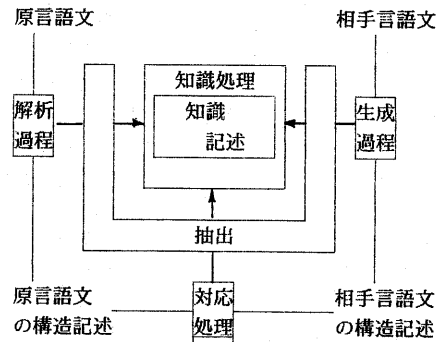 原言語文
相手言語文
知識処理
知識
記述
解析
過程
生成
過程
抽出
原言語文
の構造記述
対応
処理
相手言語文
の構造記述